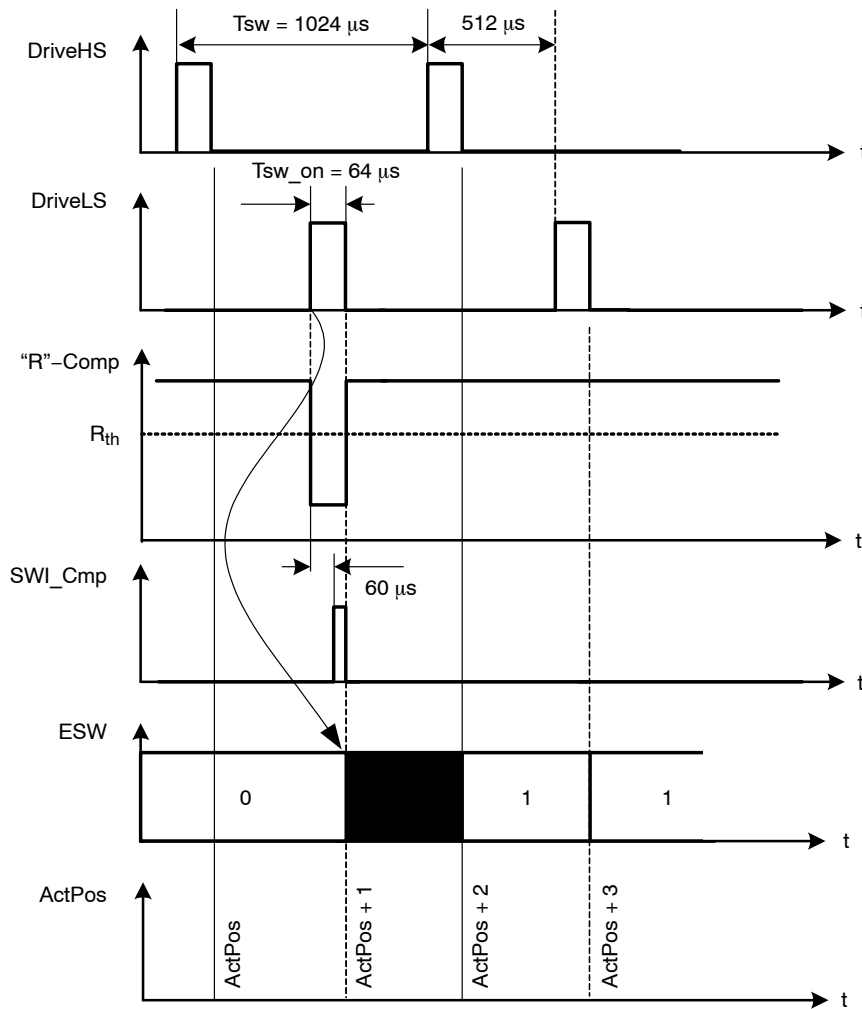 Tsw = 1024 μs
512 μs
DriveHS
t
Tsw_on = 64 μs
DriveLS
t
“R”−Comp
Rth
t
SWI_Cmp
60 μs
t
ESW
0
1
1
t
ActPos
ActPos
ActPos + 1
ActPos + 2
ActPos + 3
t